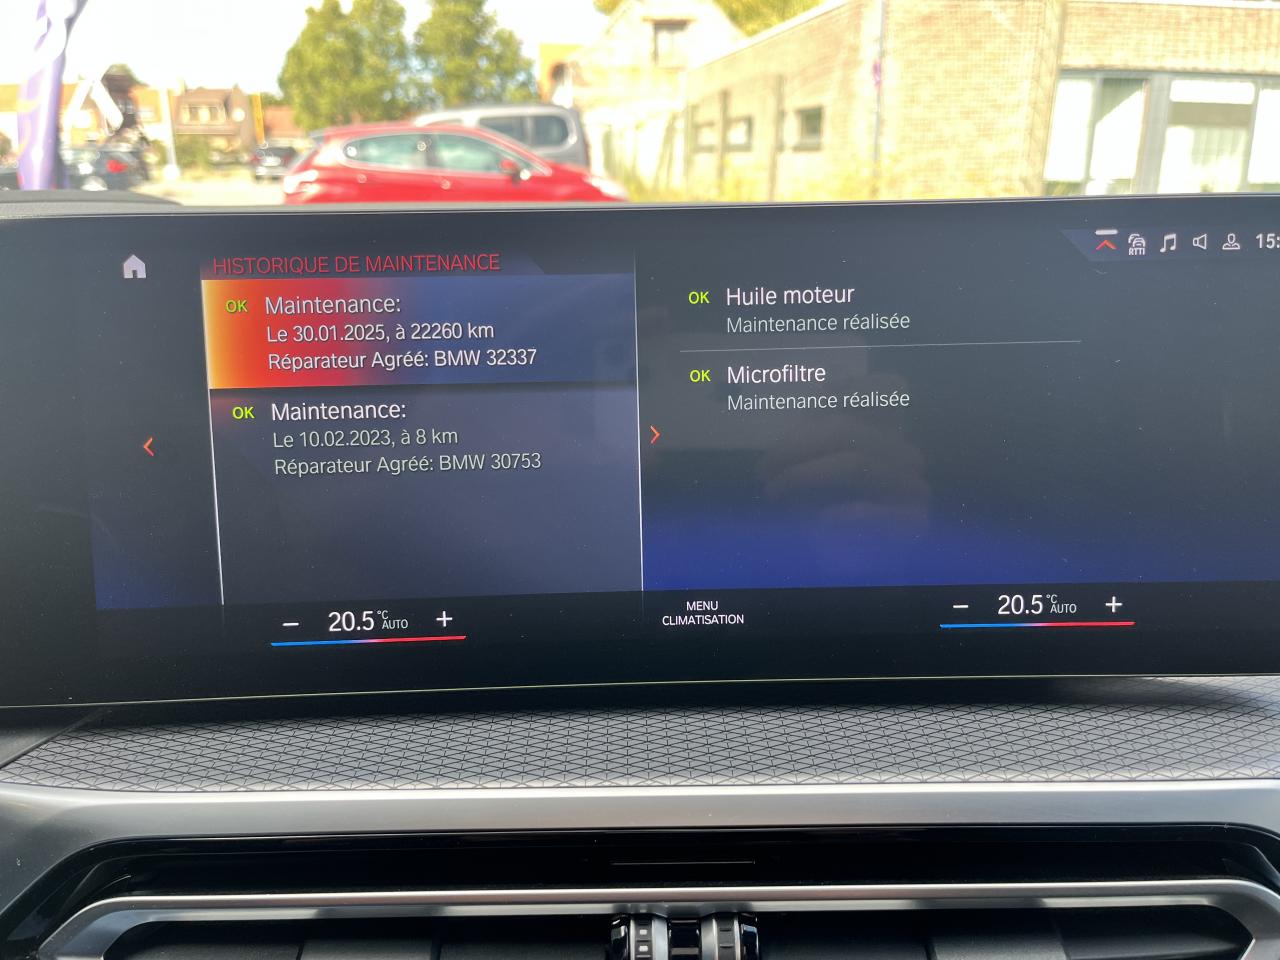 HISTORIQUE DE MAINTENANCE
OK Maintenance:
Le 30.01.2025, à 22260 km
Réparateur Agréé: BMW 32337
OK Maintenance:
Le 10.02.2023, à 8 km
Réparateur Agréé: BMW 30753
RTTI
15:
OK Huile moteur
Maintenance réalisée
OK Microfiltre
Maintenance réalisée
− 20.5 °C AUTO +
MENU
CLIMATISATION
− 20.5 °C AUTO +